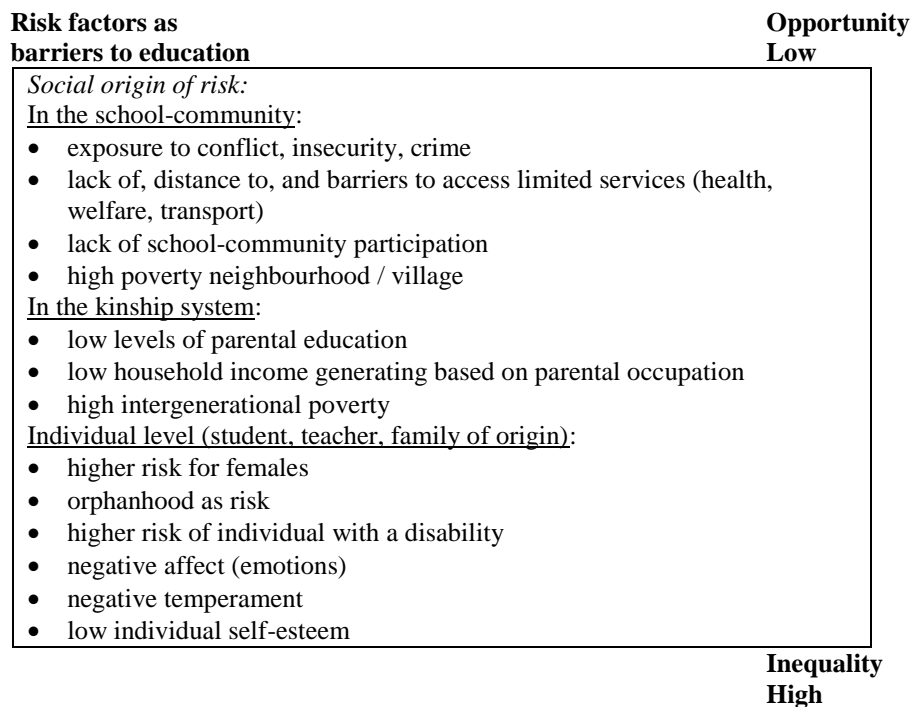 Risk factors as
barriers to education
Opportunity
Low
Social origin of risk:
In the school-community:
• exposure to conflict, insecurity, crime
• lack of, distance to, and barriers to access limited services (health,
welfare, transport)
• lack of school-community participation
• high poverty neighbourhood / village
In the kinship system:
• low levels of parental education
• low household income generating based on parental occupation
• high intergenerational poverty
Individual level (student, teacher, family of origin):
• higher risk for females
• orphanhood as risk
• higher risk of individual with a disability
• negative affect (emotions)
• negative temperament
• low individual self-esteem
Inequality
High